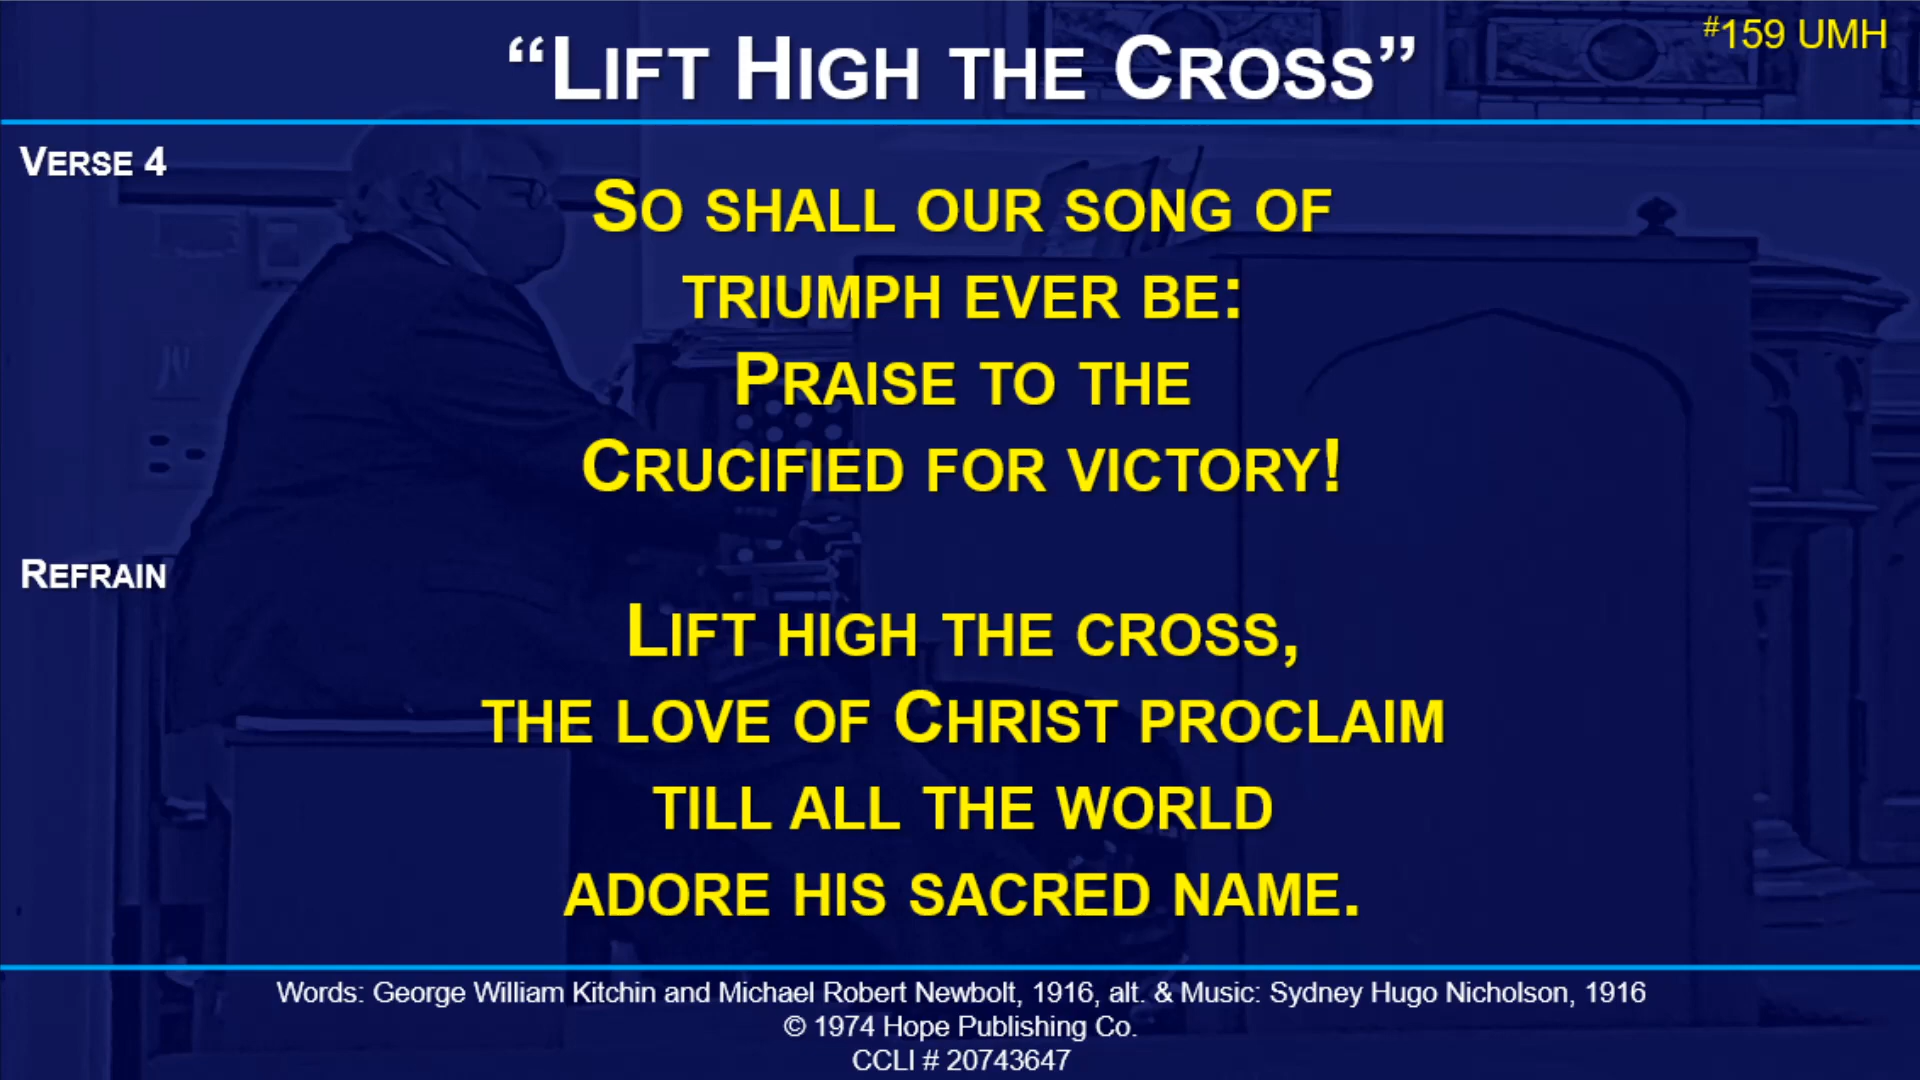 “Lift High the Cross”
#159 UMH
Verse 4
So shall our song of
triumph ever be:
Praise to the
Crucified for victory!
Refrain
Lift high the cross,
the love of Christ proclaim
till all the world
adore his sacred name.
Words: George William Kitchin and Michael Robert Newbolt, 1916, alt. & Music: Sydney Hugo Nicholson, 1916
© 1974 Hope Publishing Co.
CCLI # 20743647